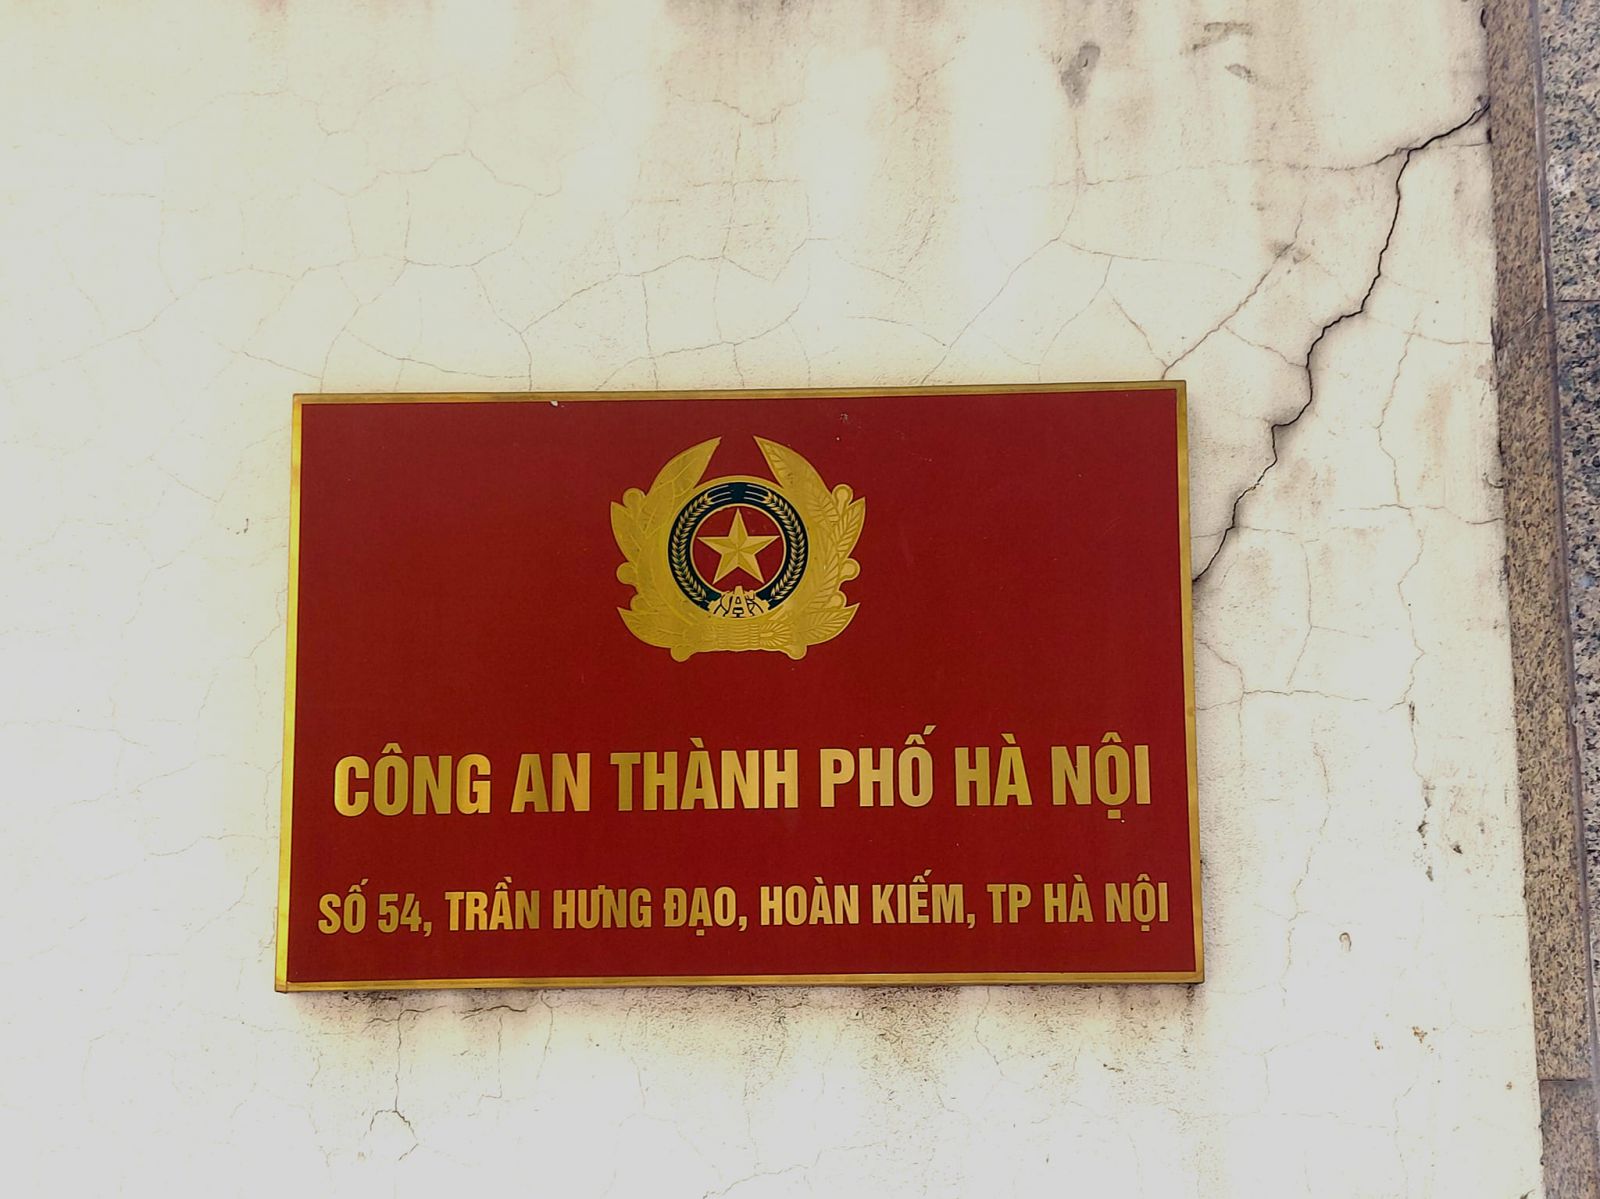 CÔNG AN THÀNH PHỐ HÀ NỘI
SỐ 54, TRẦN HƯNG ĐẠO, HOÀN KIẾM, TP HÀ NỘI